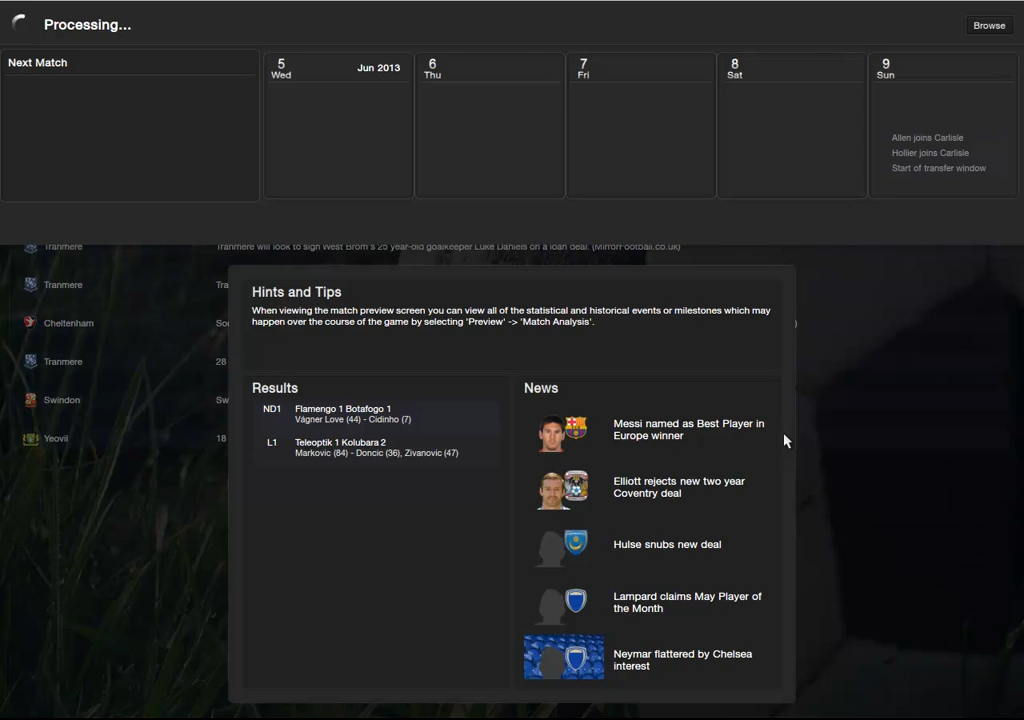 Processing...
Browse
Next Match
5
Wed
Jun 2013
6
Thu
7
Fri
8
Sat
9
Sun
Allen joins Carlisle
Hollier joins Carlisle
Start of transfer window
Tranmere
Tranmere will look to sign West Brom's 25 year-old goalkeeper Luke Daniels on a loan deal. (MirrorFootball.co.uk)
Tranmere
Tra
Cheltenham
Sou
Tranmere
28
Swindon
Sw
Yeovil
18
Hints and Tips
When viewing the match preview screen you can view all of the statistical and historical events or milestones which may
happen over the course of the game by selecting 'Preview' -> 'Match Analysis'.
Results
ND1 Flamengo 1 Botafogo 1
Vágner Love (44) - Cidinho (7)
L1 Teleoptik 1 Kolubara 2
Markovic (84) - Doncic (36), Zivanovic (47)
News
Messi named as Best Player in
Europe winner
Elliott rejects new two year
Coventry deal
Hulse snubs new deal
Lampard claims May Player of
the Month
Neymar flattered by Chelsea
interest